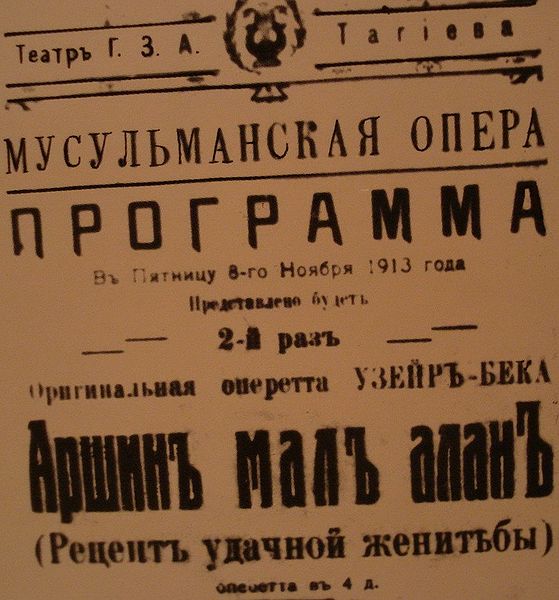 Театръ Г. З. А. Тагіева
МУСУЛЬМАНСКАЯ ОПЕРА
ПРОГРАММА
Въ Пятницу 8-го Ноября 1913 года
Представлено будетъ
2-й разъ
Оригинальная оперетта УЗЕЙРЪ-БЕКА
Аршинъ малъ аланъ
(Рецептъ удачной женитьбы)
оперетта въ 4 д.